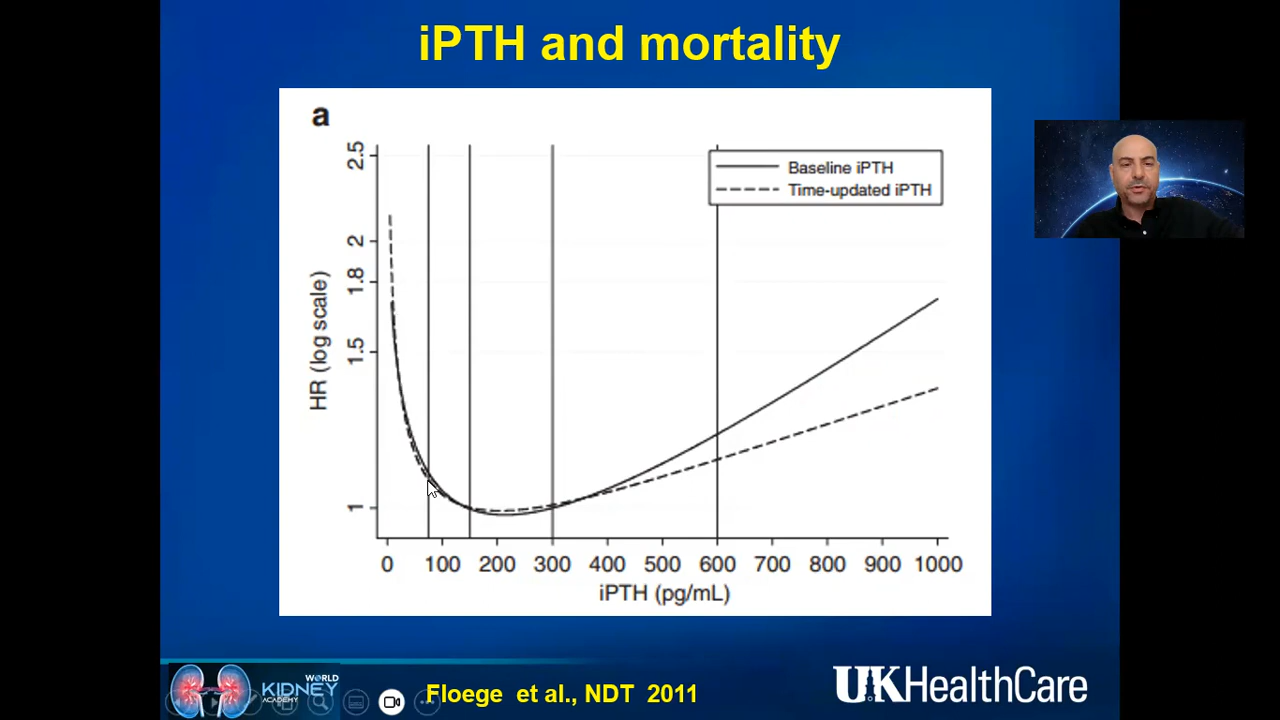 iPTH and mortality
a
2.5
2
1.8
1.5
1
HR (log scale)
Baseline iPTH
Time-updated iPTH
0 100 200 300 400 500 600 700 800 900 1000
iPTH (pg/mL)
WORLD
KIDNEY
ACADEMY
Floege et al., NDT 2011
UKHealthCare